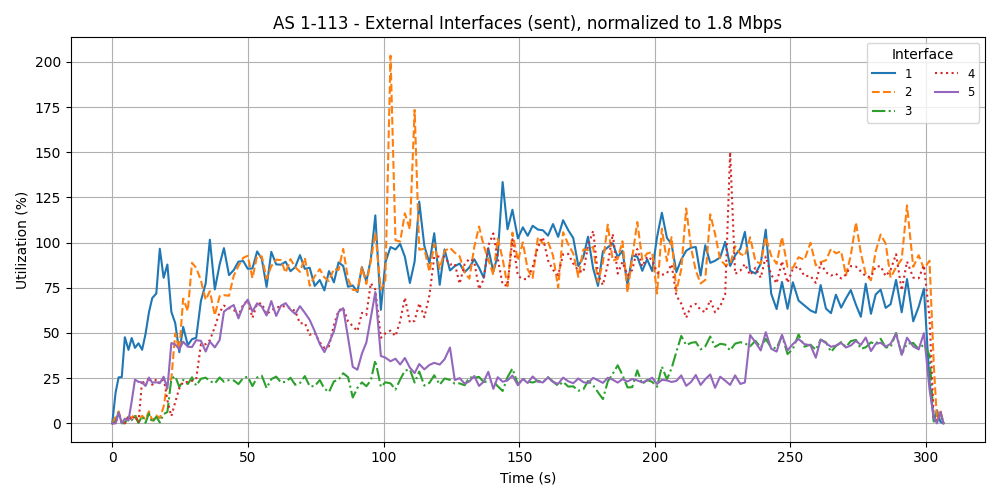 AS 1-113 - External Interfaces (sent), normalized to 1.8 Mbps
Interface
1
2
3
4
5
Utilization (%)
200
175
150
125
100
75
50
25
0
0 50 100 150 200 250 300
Time (s)